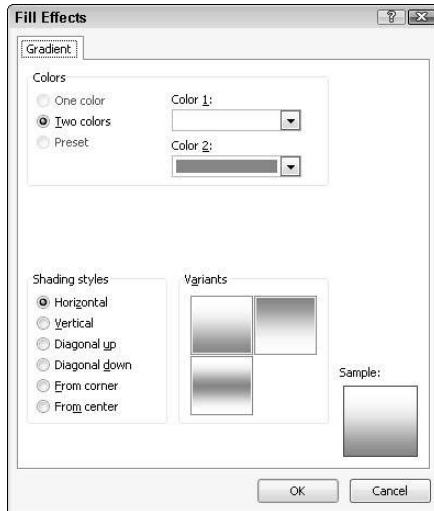 Fill Effects
Gradient
Colors
One color
Two colors
Preset
Color 1:
Color 2:
Shading styles
Horizontal
Vertical
Diagonal up
Diagonal down
From corner
From center
Variants
Sample:
OK
Cancel